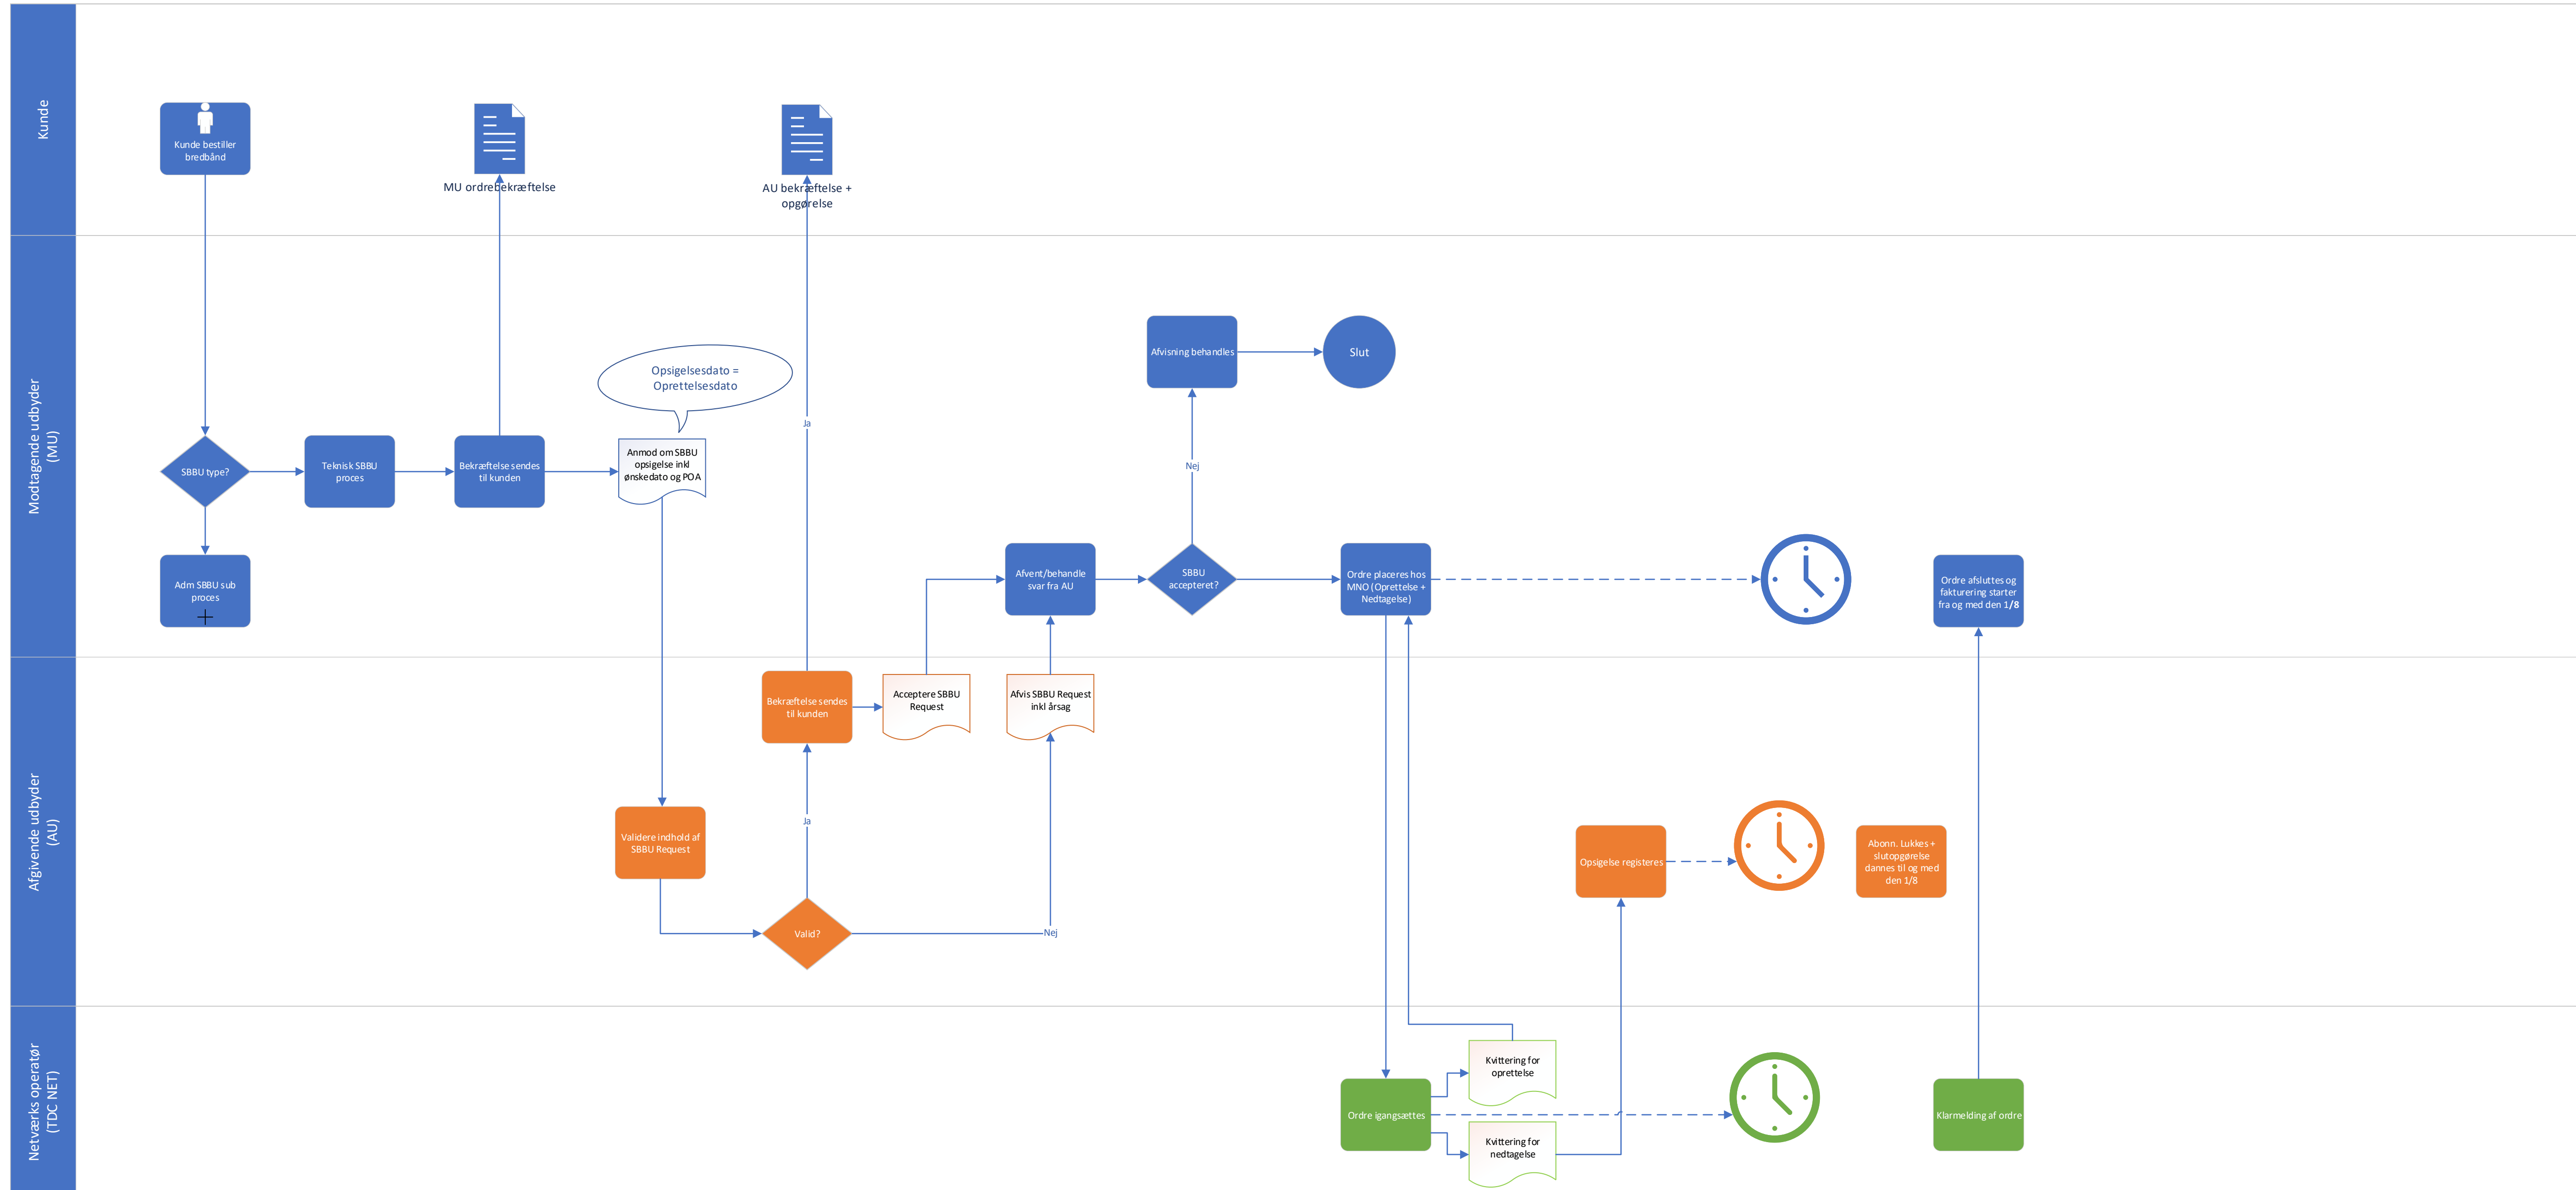 Kunde
Kunde bestiller
bredbånd
MU ordrebekræftelse
AU bekræftelse +
opgørelse
Modtagende udbyder
(MU)
Afvisning behandles
Slut
Opsigelsesdato =
Oprettelsesdato
Ja
SBBU type?
Teknisk SBBU
proces
Bekræftelse sendes
til kunden
Anmod om SBBU
opsigelse inkl
ønskedato og POA
Nej
Adm SBBU sub
proces
Afvent/behandle
svar fra AU
SBBU
accepteret?
Ordre placeres hos
MNO (Oprettelse +
Nedtagelse)
Ordre afsluttes og
fakturering starter
fra og med den 1/8
Afgivende udbyder
(AU)
Bekræftelse sendes
til kunden
Acceptere SBBU
Request
Afvis SBBU Request
inkl årsag
Ja
Validere indhold af
SBBU Request
Opsigelse registeres
Abonn. Lukkes +
slutopgørelse
dannes til og med
den 1/8
Valid?
Nej
Netværks operatør
(TDC NET)
Kvittering for
oprettelse
Ordre igangsættes
Klarmelding af ordre
Kvittering for
nedtagelse